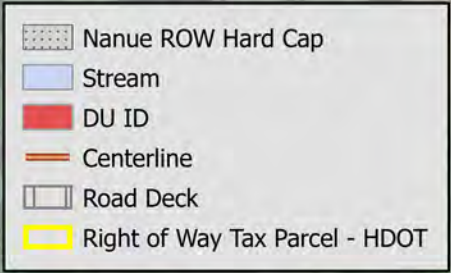 Nanue ROW Hard Cap
Stream
DU ID
Centerline
Road Deck
Right of Way Tax Parcel - HDOT